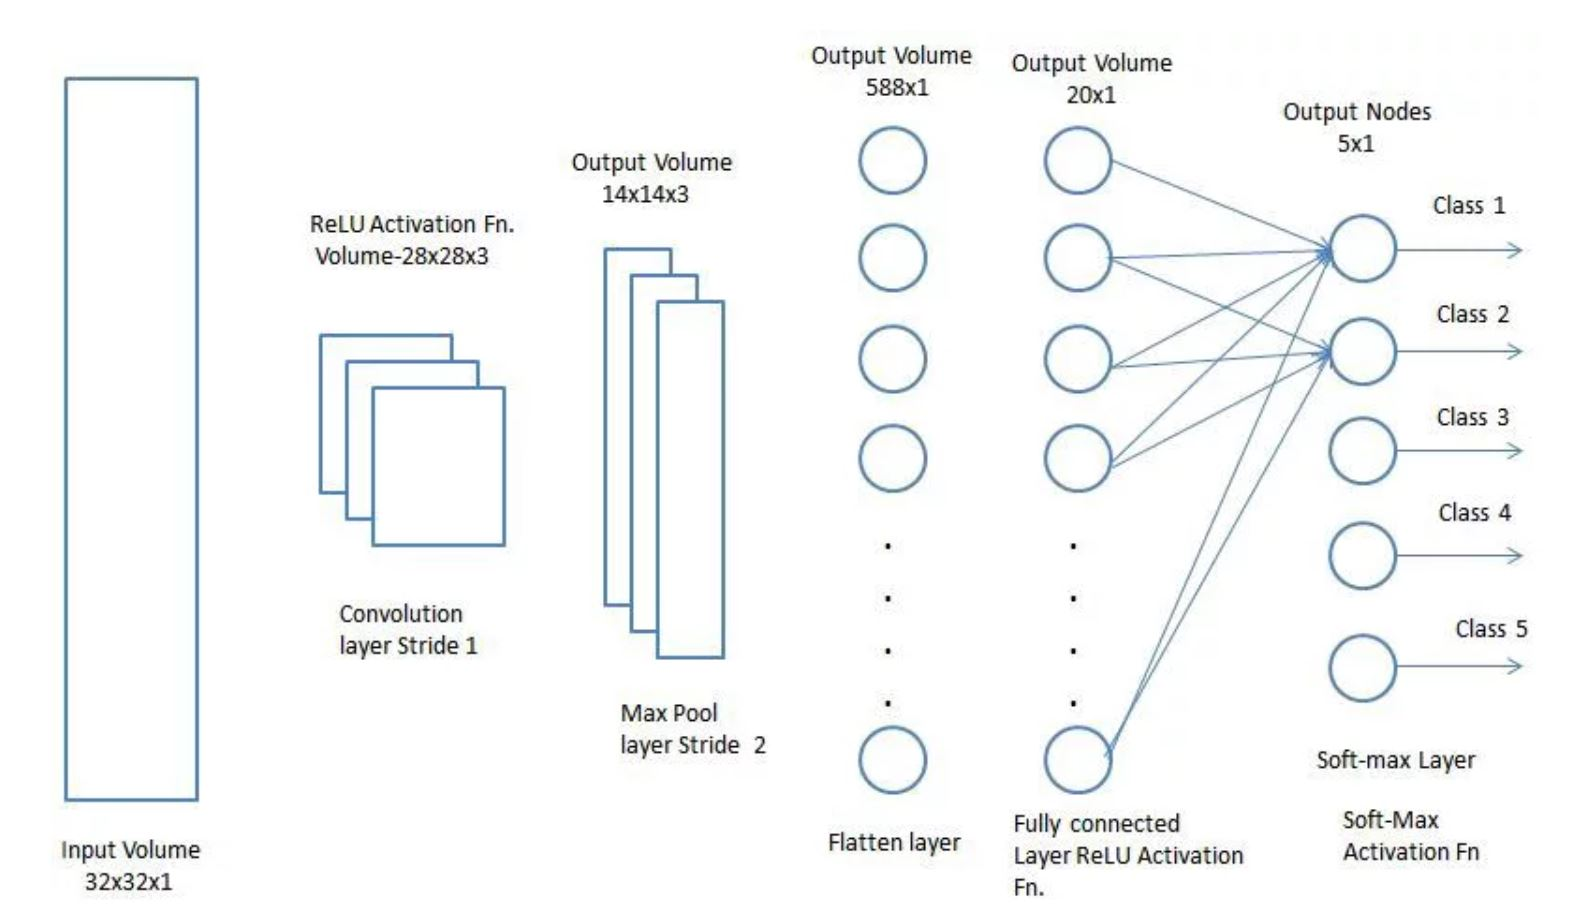 Input Volume
32x32x1
ReLU Activation Fn.
Volume-28x28x3
Convolution
layer Stride 1
Output Volume
14x14x3
Max Pool
layer Stride 2
Output Volume
588x1
Flatten layer
Output Volume
20x1
Fully connected
Layer ReLU Activation
Fn.
Output Nodes
5x1
Class 1
Class 2
Class 3
Class 4
Class 5
Soft-max Layer
Soft-Max
Activation Fn